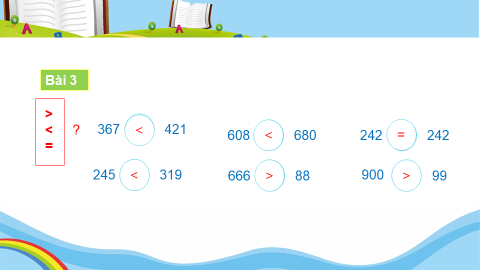 Bài 3
>
<
=
?
367 < 421
608 < 680
242 = 242
245 < 319
666 > 88
900 > 99